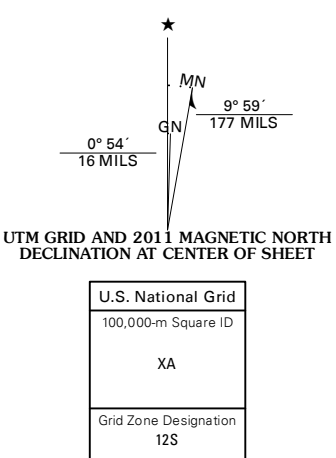 ★
MN
9° 59´
177 MILS
GN
0° 54´
16 MILS
UTM GRID AND 2011 MAGNETIC NORTH
DECLINATION AT CENTER OF SHEET
U.S. National Grid
100,000-m Square ID
XA
Grid Zone Designation
12S